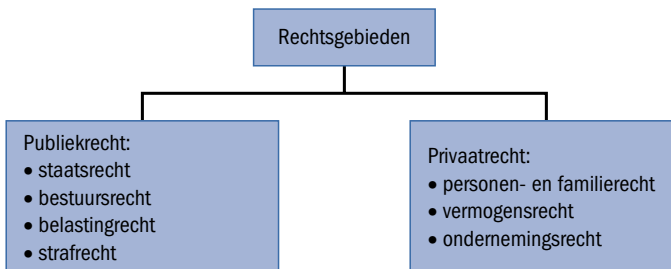 Rechtsgebieden
Publiekrecht:
• staatsrecht
• bestuursrecht
• belastingrecht
• strafrecht
Privaatrecht:
• personen- en familierecht
• vermogensrecht
• ondernemingsrecht